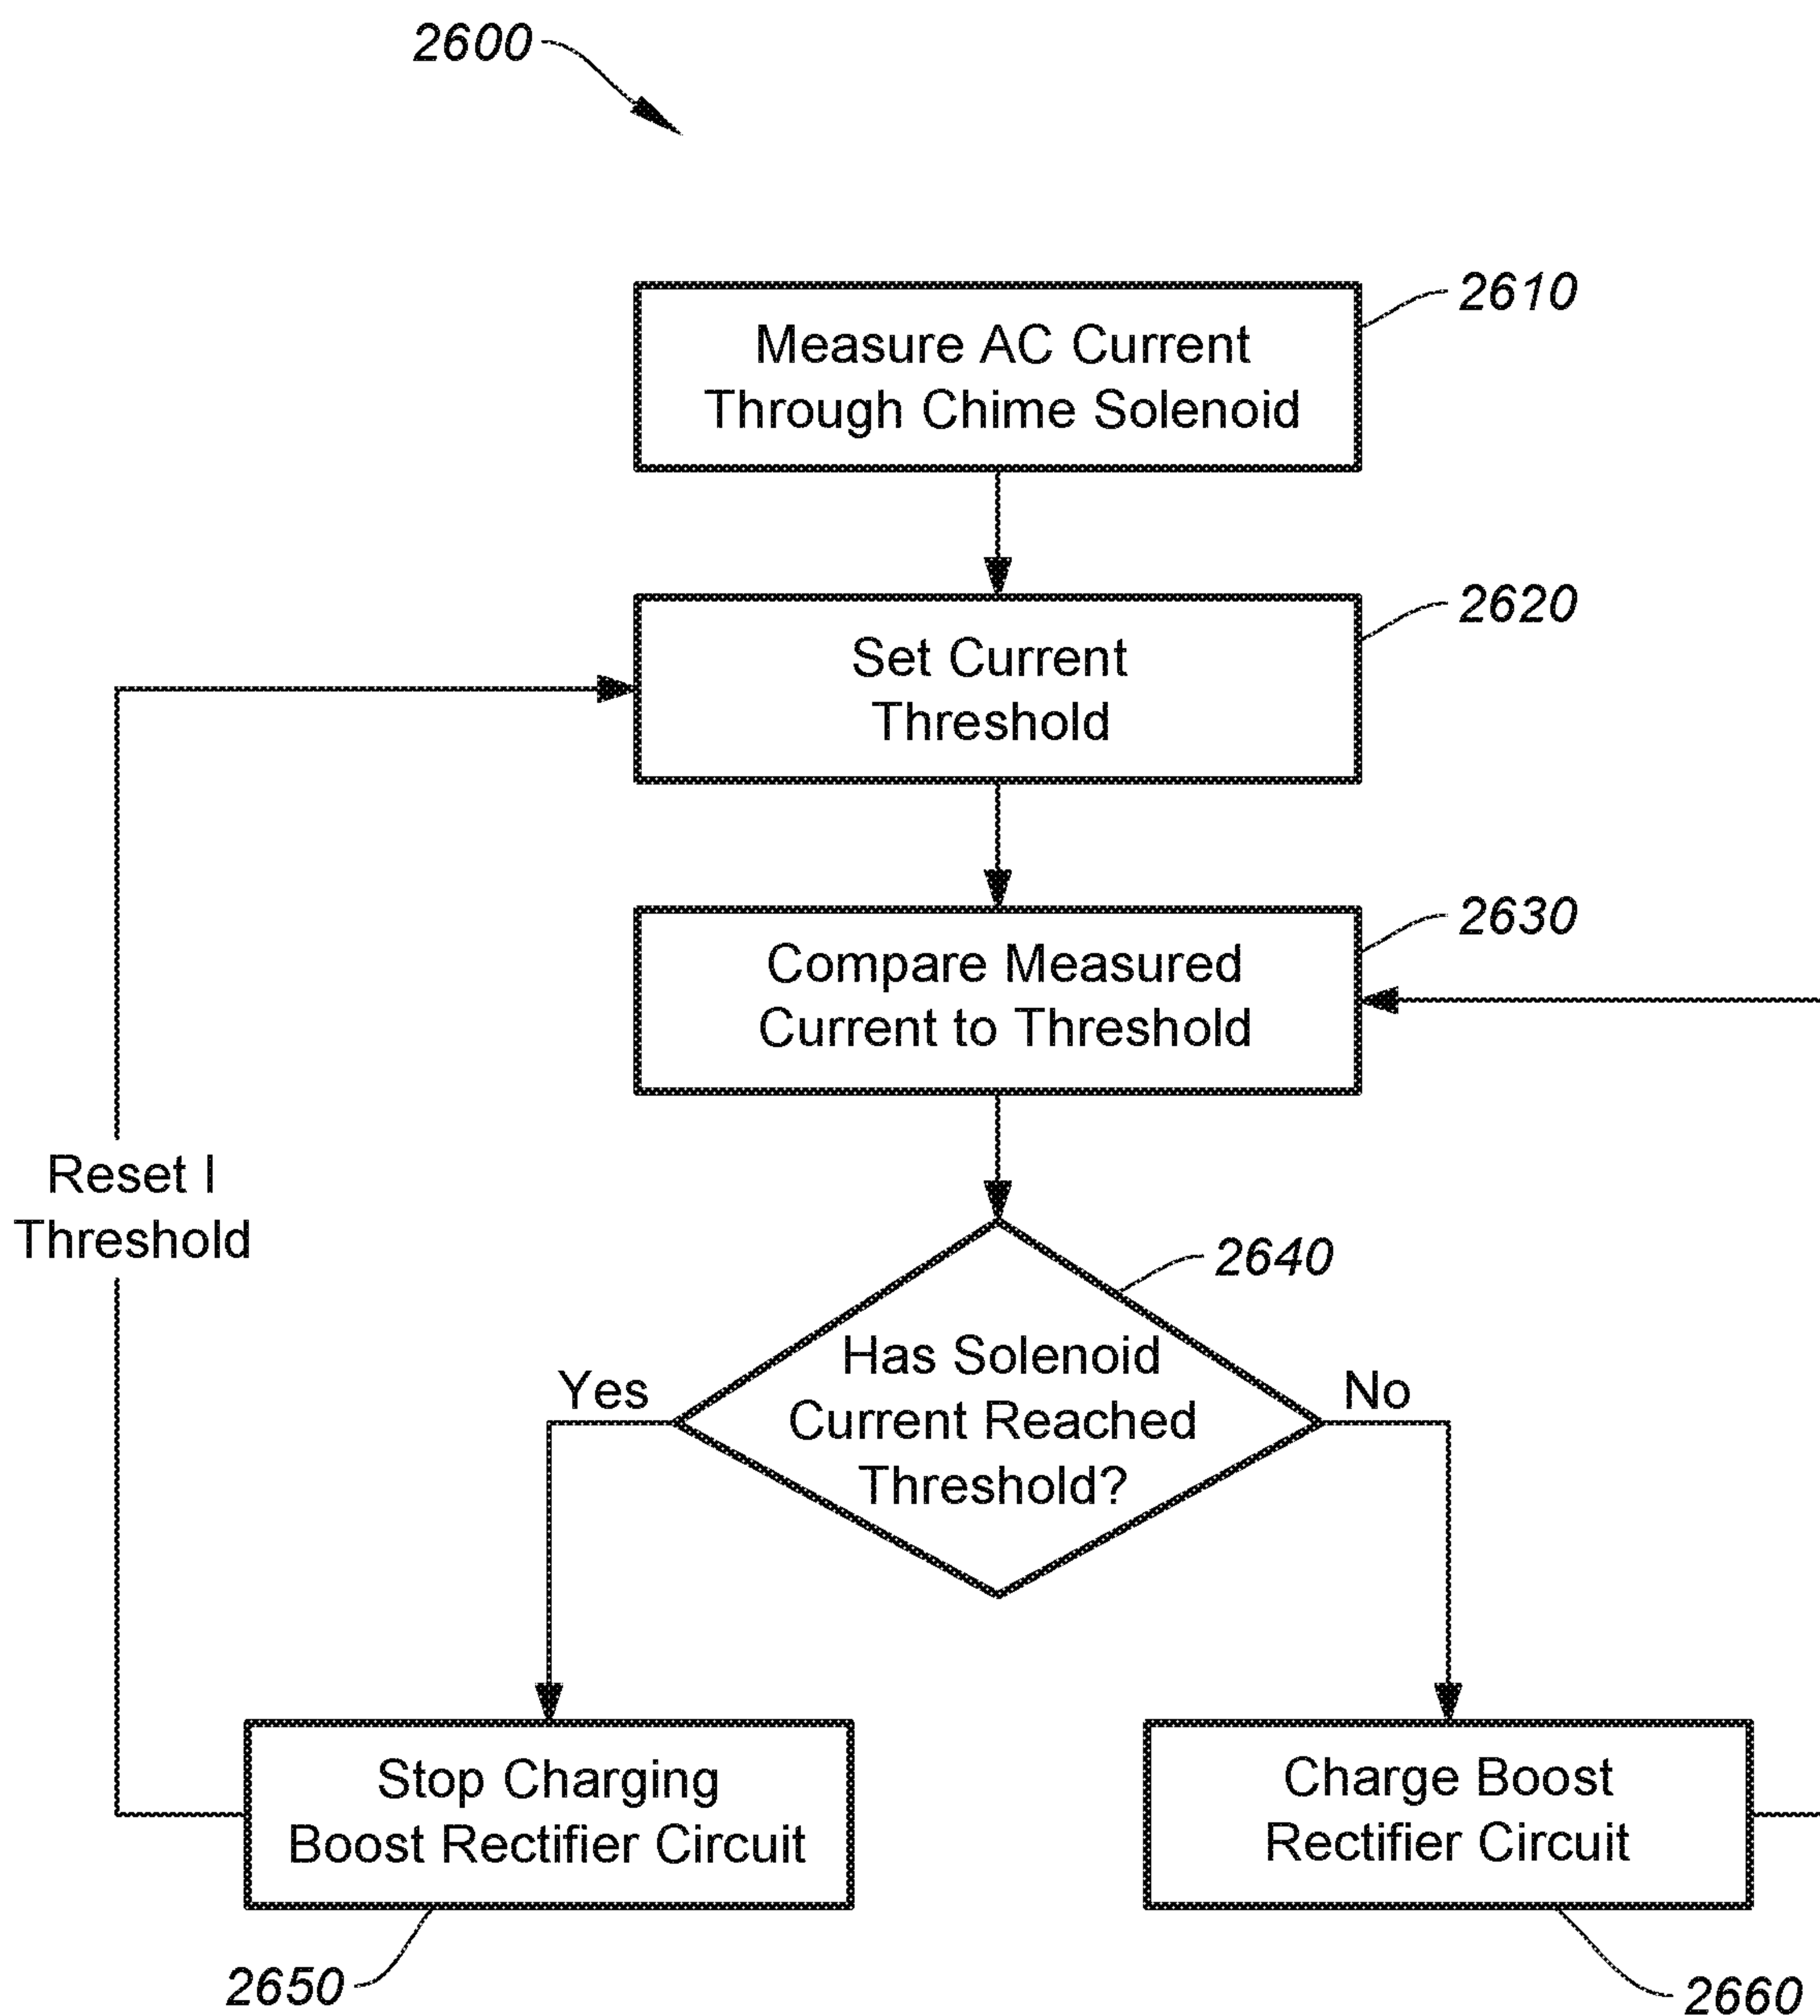 2600
2610
Measure AC Current
Through Chime Solenoid
2620
Set Current
Threshold
2630
Compare Measured
Current to Threshold
Reset I
Threshold
2640
Has Solenoid
Current Reached
Threshold?
Yes
No
Stop Charging
Boost Rectifier Circuit
Charge Boost
Rectifier Circuit
2650
2660